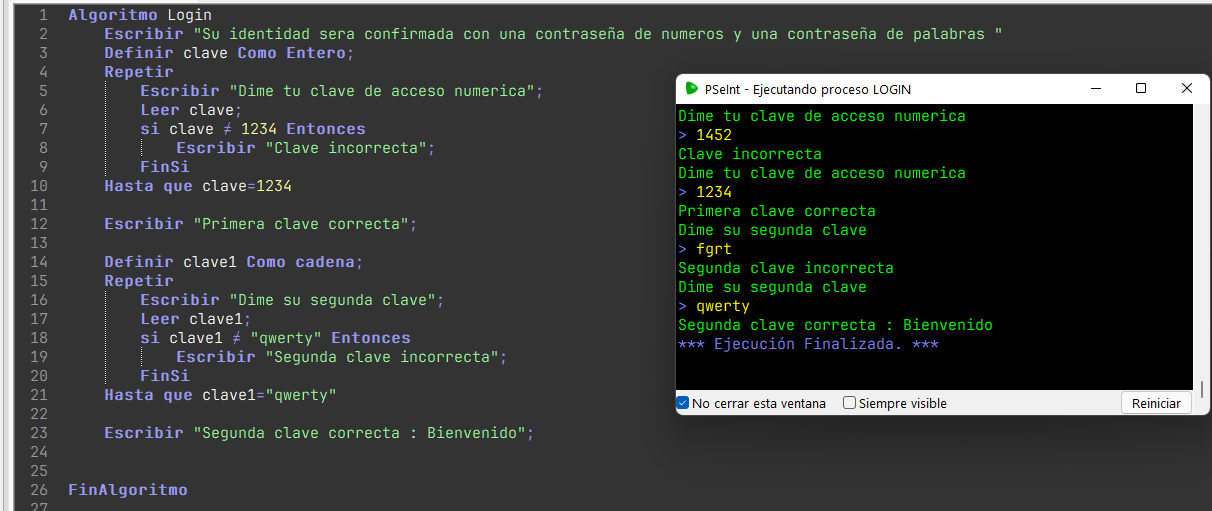 1 Algoritmo Login
2 Escribir "Su identidad sera confirmada con una contraseña de numeros y una contraseña de palabras "
3 Definir clave Como Entero;
4 Repetir
5 Escribir "Dime tu clave de acceso numerica";
6 Leer clave;
7 si clave ≠ 1234 Entonces
8 Escribir "Clave incorrecta";
9 FinSi
10 Hasta que clave=1234
11
12 Escribir "Primera clave correcta";
13
14 Definir clave1 Como cadena;
15 Repetir
16 Escribir "Dime su segunda clave";
17 Leer clave1;
18 si clave1 ≠ "qwerty" Entonces
19 Escribir "Segunda clave incorrecta";
20 FinSi
21 Hasta que clave1="qwerty"
22
23 Escribir "Segunda clave correcta : Bienvenido";
24
25
26 FinAlgoritmo
27
PSeInt - Ejecutando proceso LOGIN
Dime tu clave de acceso numerica
> 1452
Clave incorrecta
Dime tu clave de acceso numerica
> 1234
Primera clave correcta
Dime su segunda clave
> fgrt
Segunda clave incorrecta
Dime su segunda clave
> qwerty
Segunda clave correcta : Bienvenido
*** Ejecución Finalizada. ***
No cerrar esta ventana Siempre visible Reiniciar